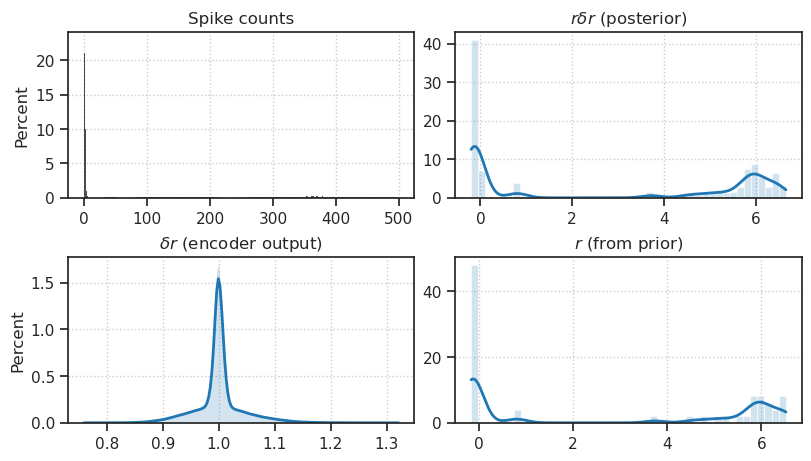 Spike counts
Percent
20
15
10
5
0
0 100 200 300 400 500
rδr (posterior)
40
30
20
10
0
0 2 4 6
δr (encoder output)
Percent
1.5
1.0
0.5
0.0
0.8 0.9 1.0 1.1 1.2 1.3
r (from prior)
40
20
0
0 2 4 6